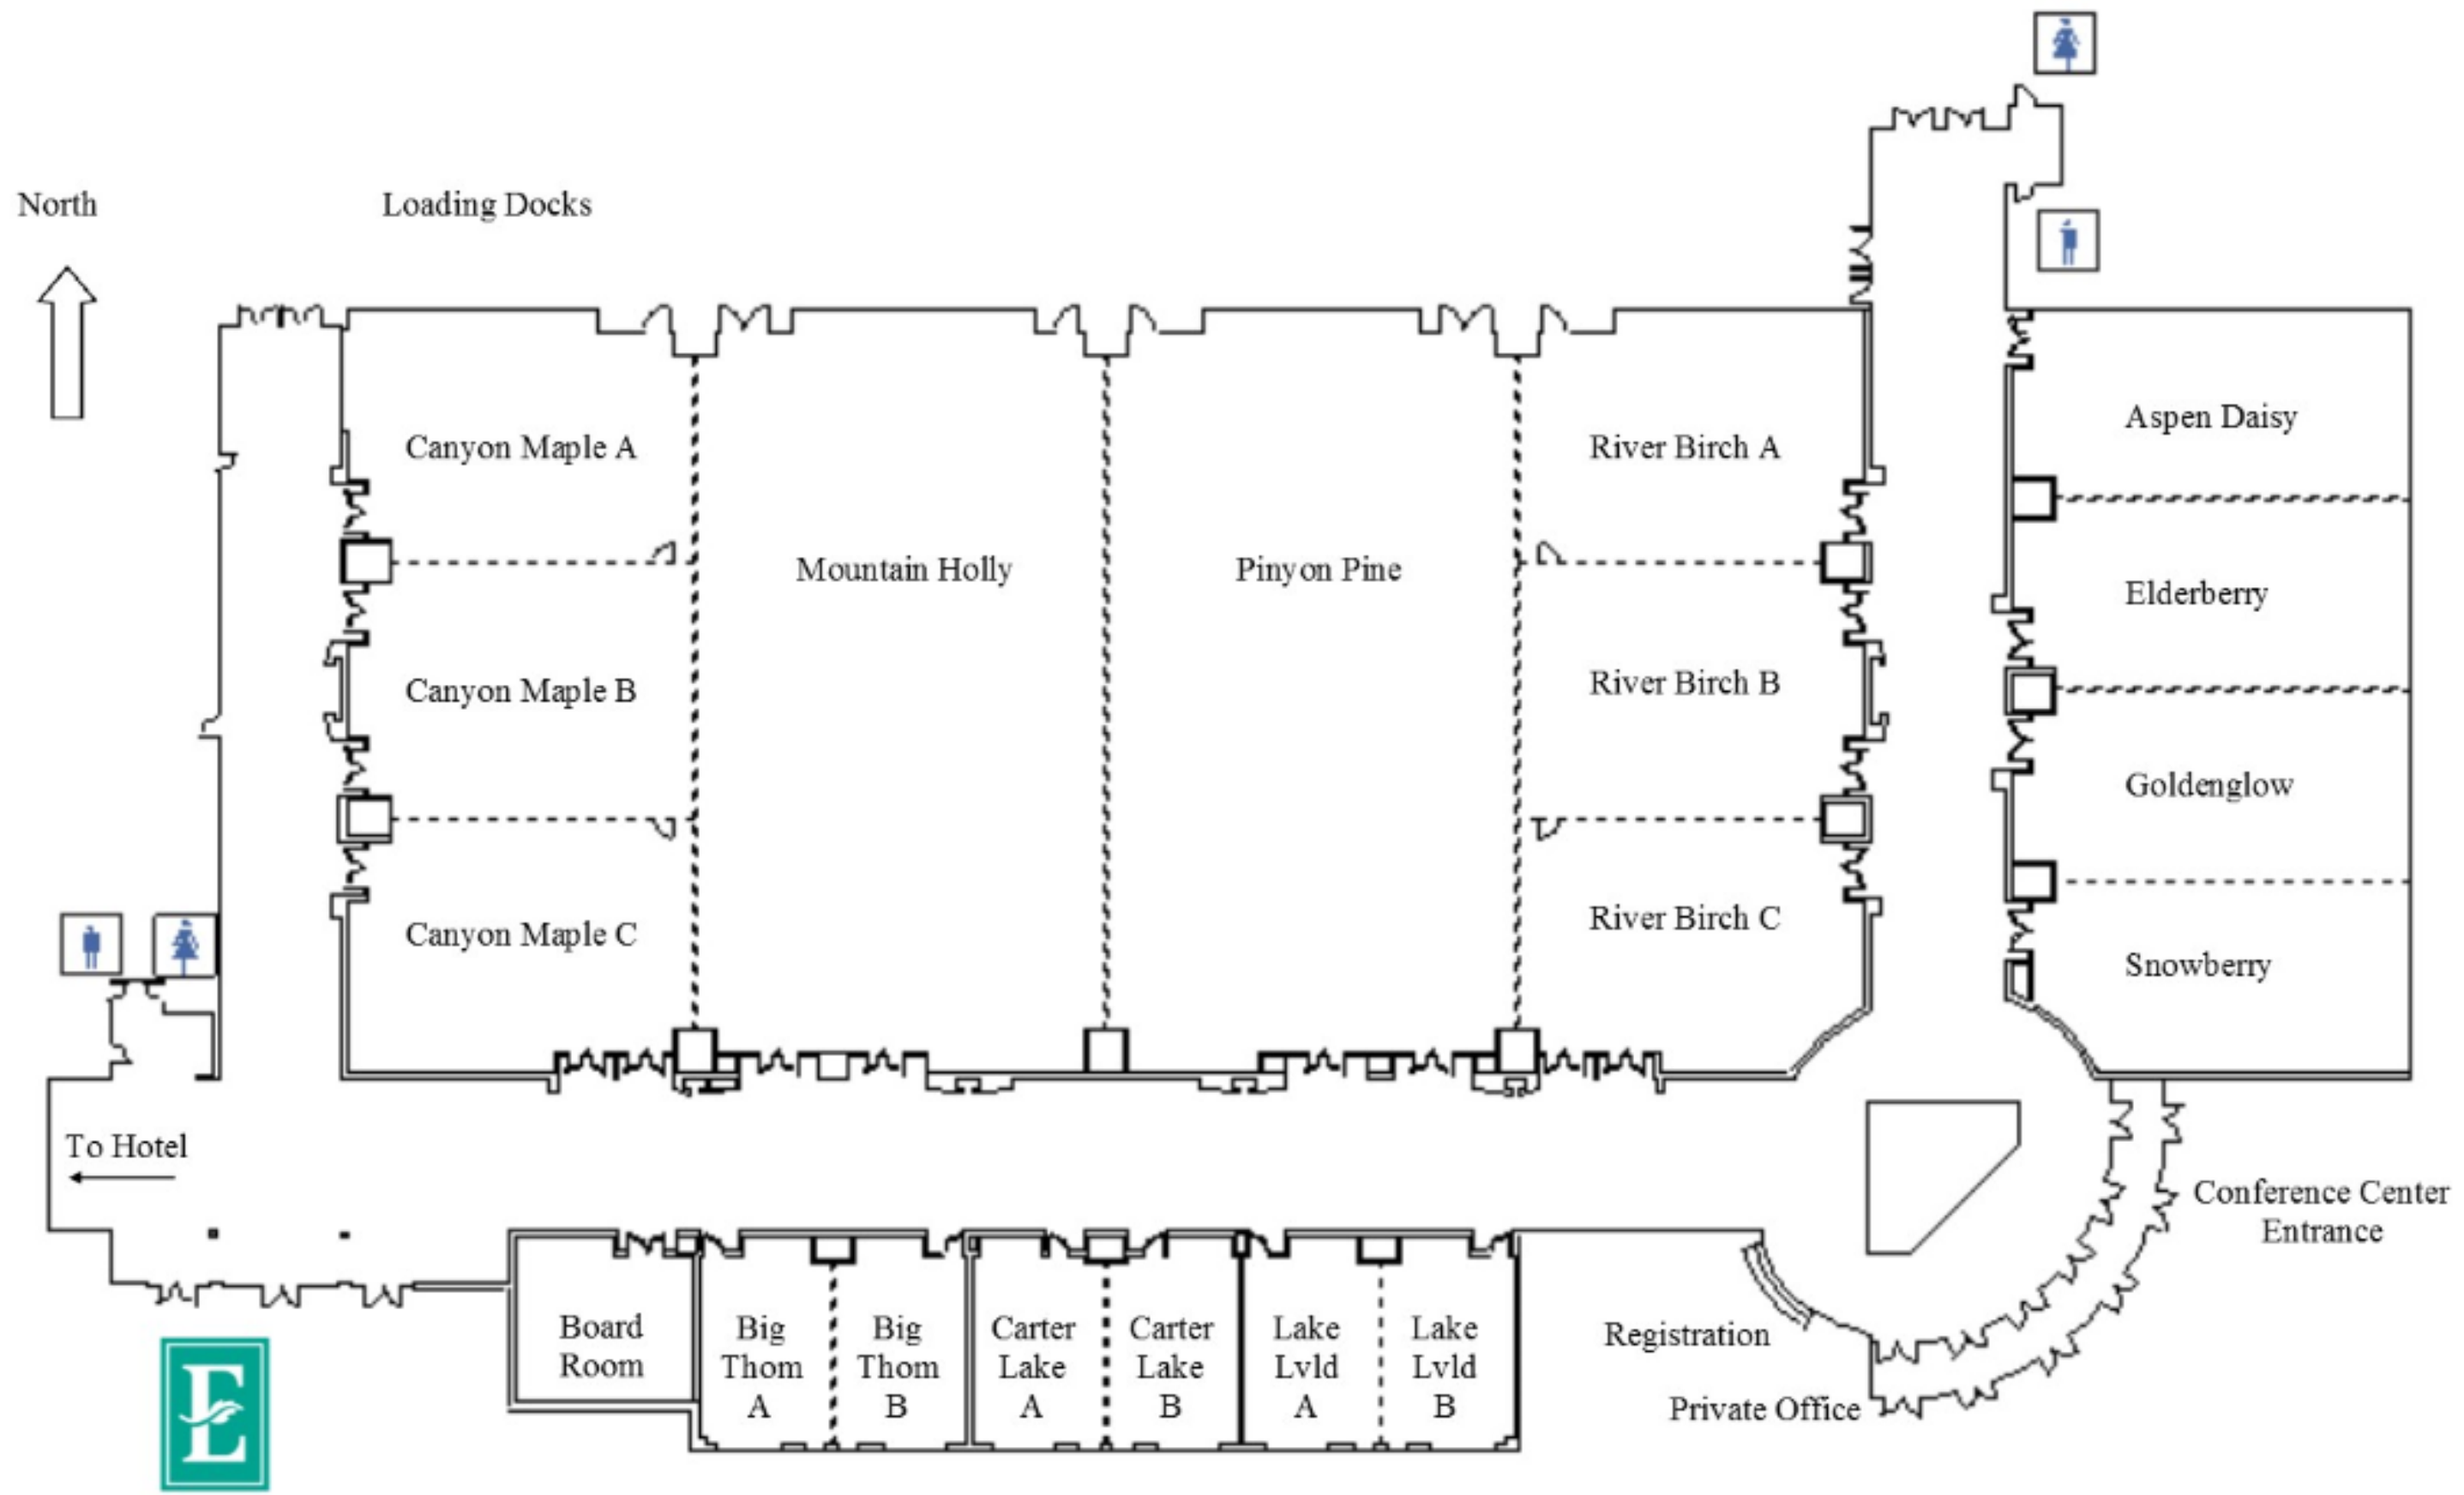 North
Loading Docks
Canyon Maple A
River Birch A
Aspen Daisy
Mountain Holly
Pinyon Pine
Elderberry
Canyon Maple B
River Birch B
Goldenglow
Canyon Maple C
River Birch C
Snowberry
To Hotel
Conference Center
Entrance
Board
Room
Big
Thom
A
Big
Thom
B
Carter
Lake
A
Carter
Lake
B
Lake
Lvld
A
Lake
Lvld
B
Registration
Private Office
E